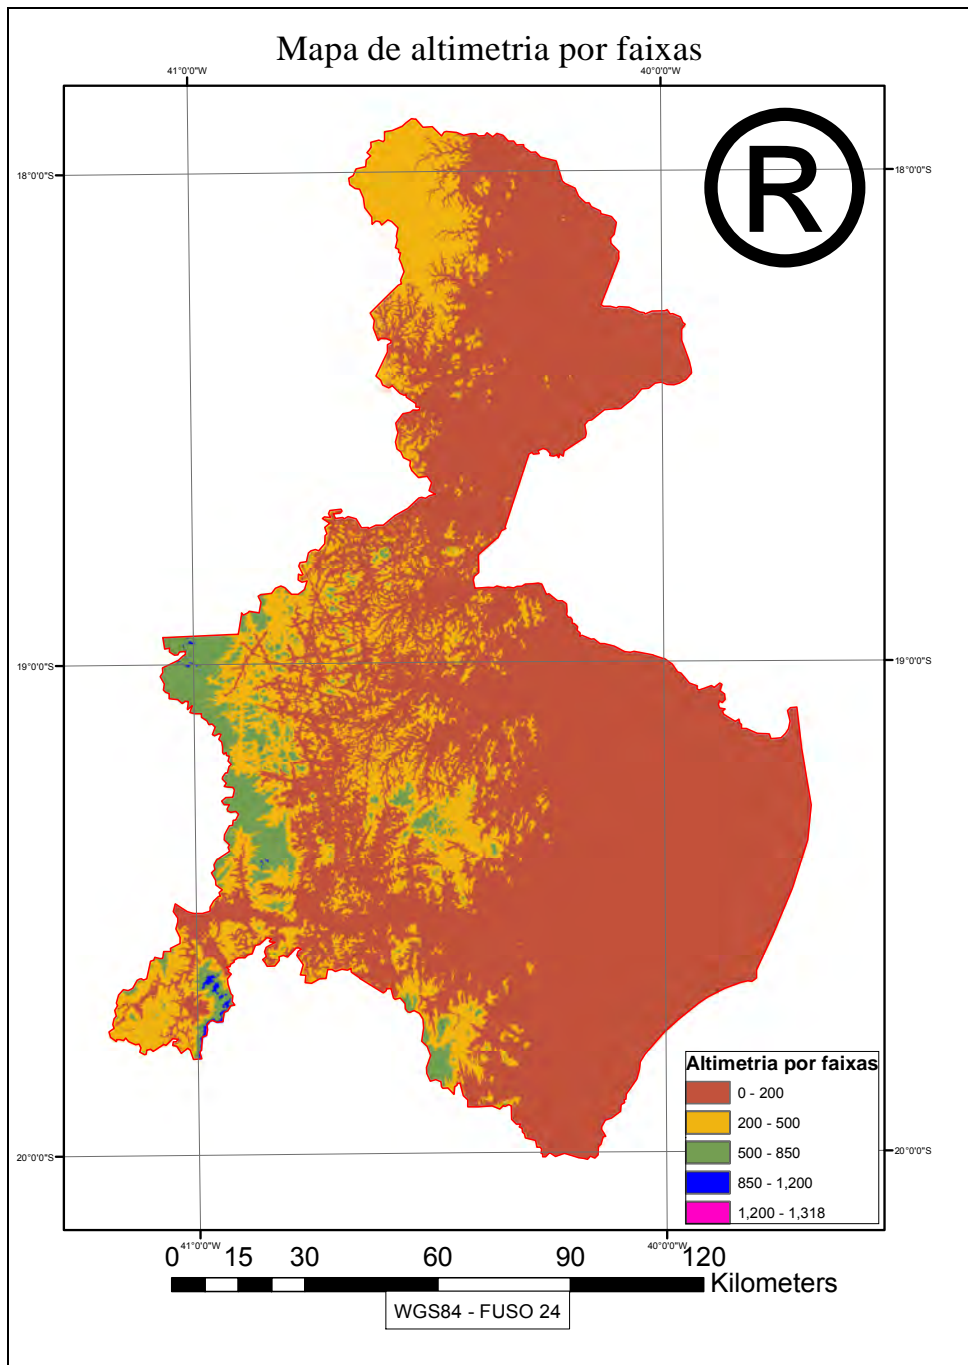 Mapa de altimetria por faixas
41°0'0"W 40°0'0"W
R
18°0'0"S 18°0'0"S
19°0'0"S 19°0'0"S
Altimetria por faixas
0 - 200
200 - 500
500 - 850
850 - 1,200
1,200 - 1,318
20°0'0"S 20°0'0"S
41°0'0"W 40°0'0"W
0 15 30 60 90 120
Kilometers
WGS84 - FUSO 24